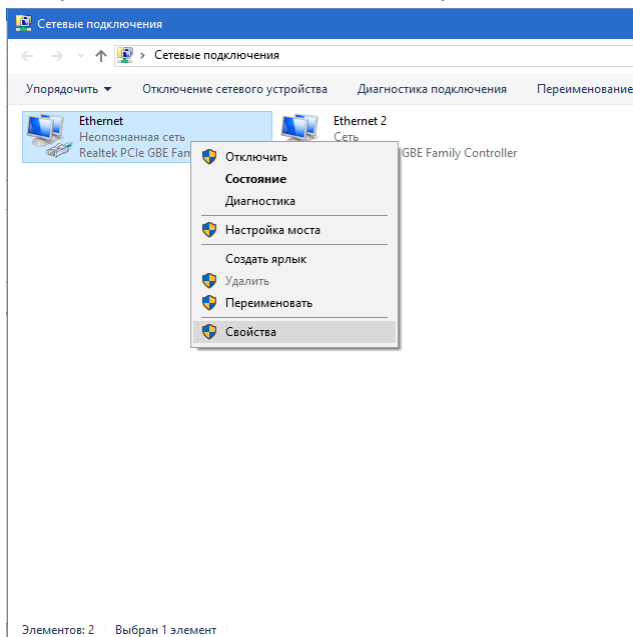 Сетевые подключения
Сетевые подключения
Упорядочить Отключение сетевого устройства Диагностика подключения Переименование
Ethernet
Неопознанная сеть
Realtek PCIe GBE Fam
Ethernet 2
Сеть
GBE Family Controller
Отключить
Состояние
Диагностика
Настройка моста
Создать ярлык
Удалить
Переименовать
Свойства
Элементов: 2 Выбран 1 элемент